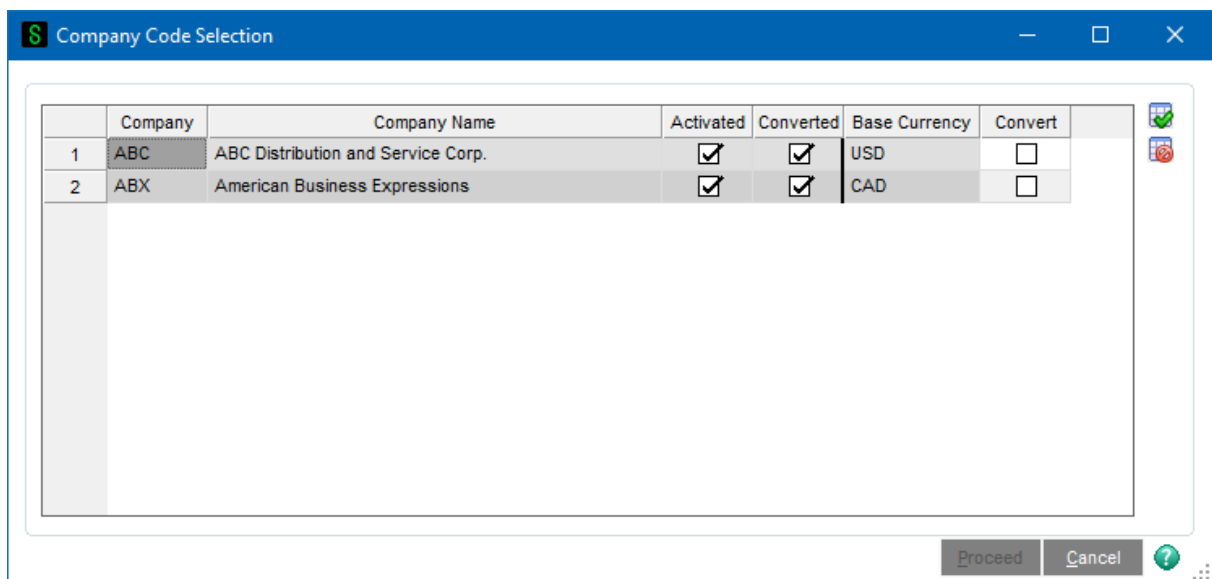 Company Code Selection
Company Company Name Activated Converted Base Currency Convert
1 ABC ABC Distribution and Service Corp. USD
2 ABX American Business Expressions CAD
Proceed Cancel